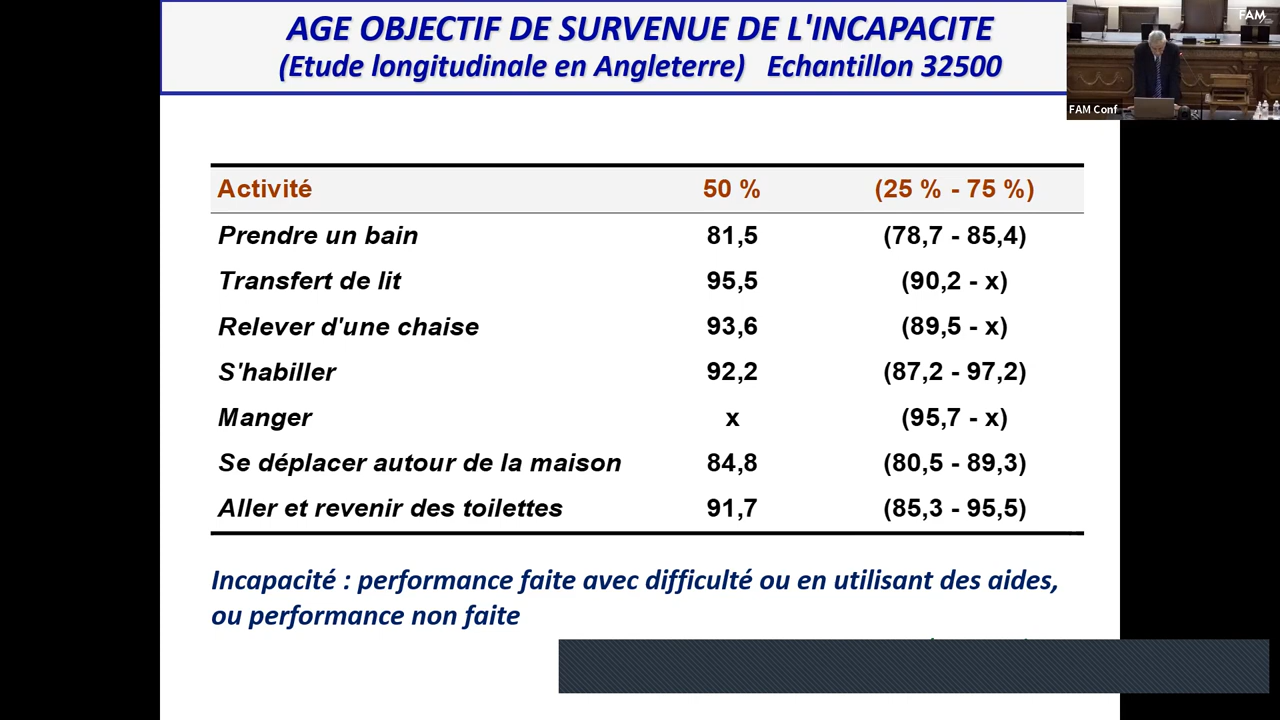 AGE OBJECTIF DE SURVENUE DE L'INCAPACITE
(Etude longitudinale en Angleterre) Echantillon 32500
FAM
FAM Conf
Activité 50 % (25 % - 75 %)
Prendre un bain 81,5 (78,7 - 85,4)
Transfert de lit 95,5 (90,2 - x)
Relever d'une chaise 93,6 (89,5 - x)
S'habiller 92,2 (87,2 - 97,2)
Manger x (95,7 - x)
Se déplacer autour de la maison 84,8 (80,5 - 89,3)
Aller et revenir des toilettes 91,7 (85,3 - 95,5)
Incapacité : performance faite avec difficulté ou en utilisant des aides,
ou performance non faite